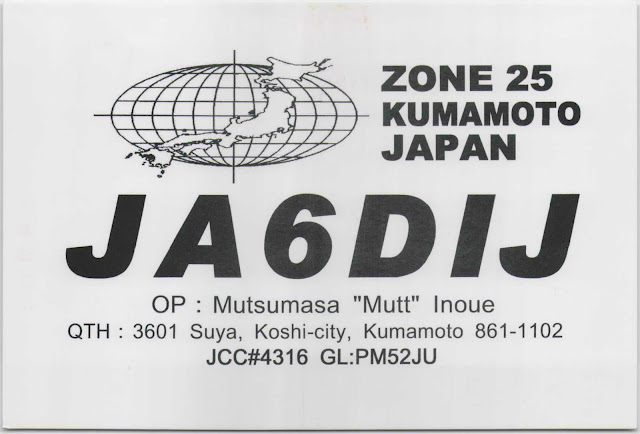 ZONE 25
KUMAMOTO
JAPAN
JA6DIJ
OP : Mutsumasa "Mutt" Inoue
QTH : 3601 Suya, Koshi-city, Kumamoto 861-1102
JCC#4316 GL:PM52JU